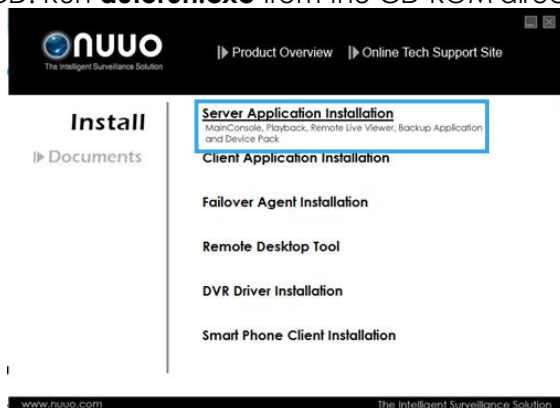 CD. Run autorun.exe from the CD-ROM direc
nuuo
The Intelligent Surveillance Solution
Product Overview
Online Tech Support Site
Install
Documents
Server Application Installation
MainConsole, Playback, Remote Live Viewer, Backup Application
and Device Pack
Client Application Installation
Failover Agent Installation
Remote Desktop Tool
DVR Driver Installation
Smart Phone Client Installation
www.nuuo.com
The Intelligent Surveillance Solution